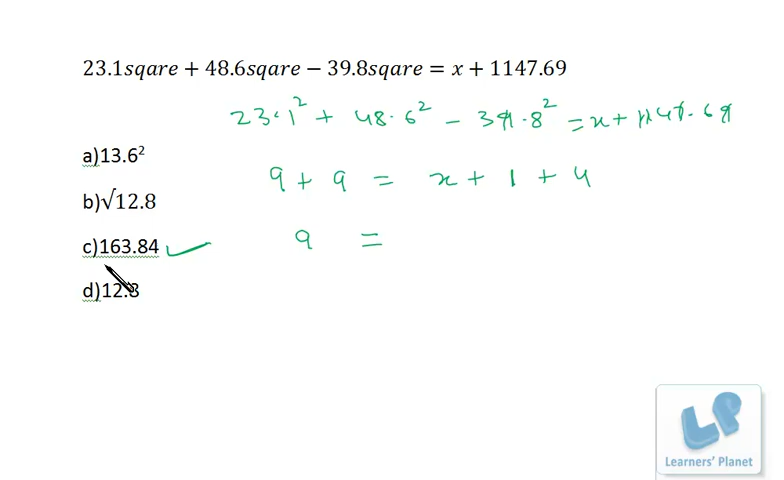 23.1sqare + 48.6sqare − 39.8sqare = x + 1147.69
23.1² + 48.6² − 39.8² = x + 1147.69
a)13.6²
9 + 9 = x + 1 + 4
b)√12.8
c)163.84 ✓ 9 =
d)12.8
LP
Learners' Planet